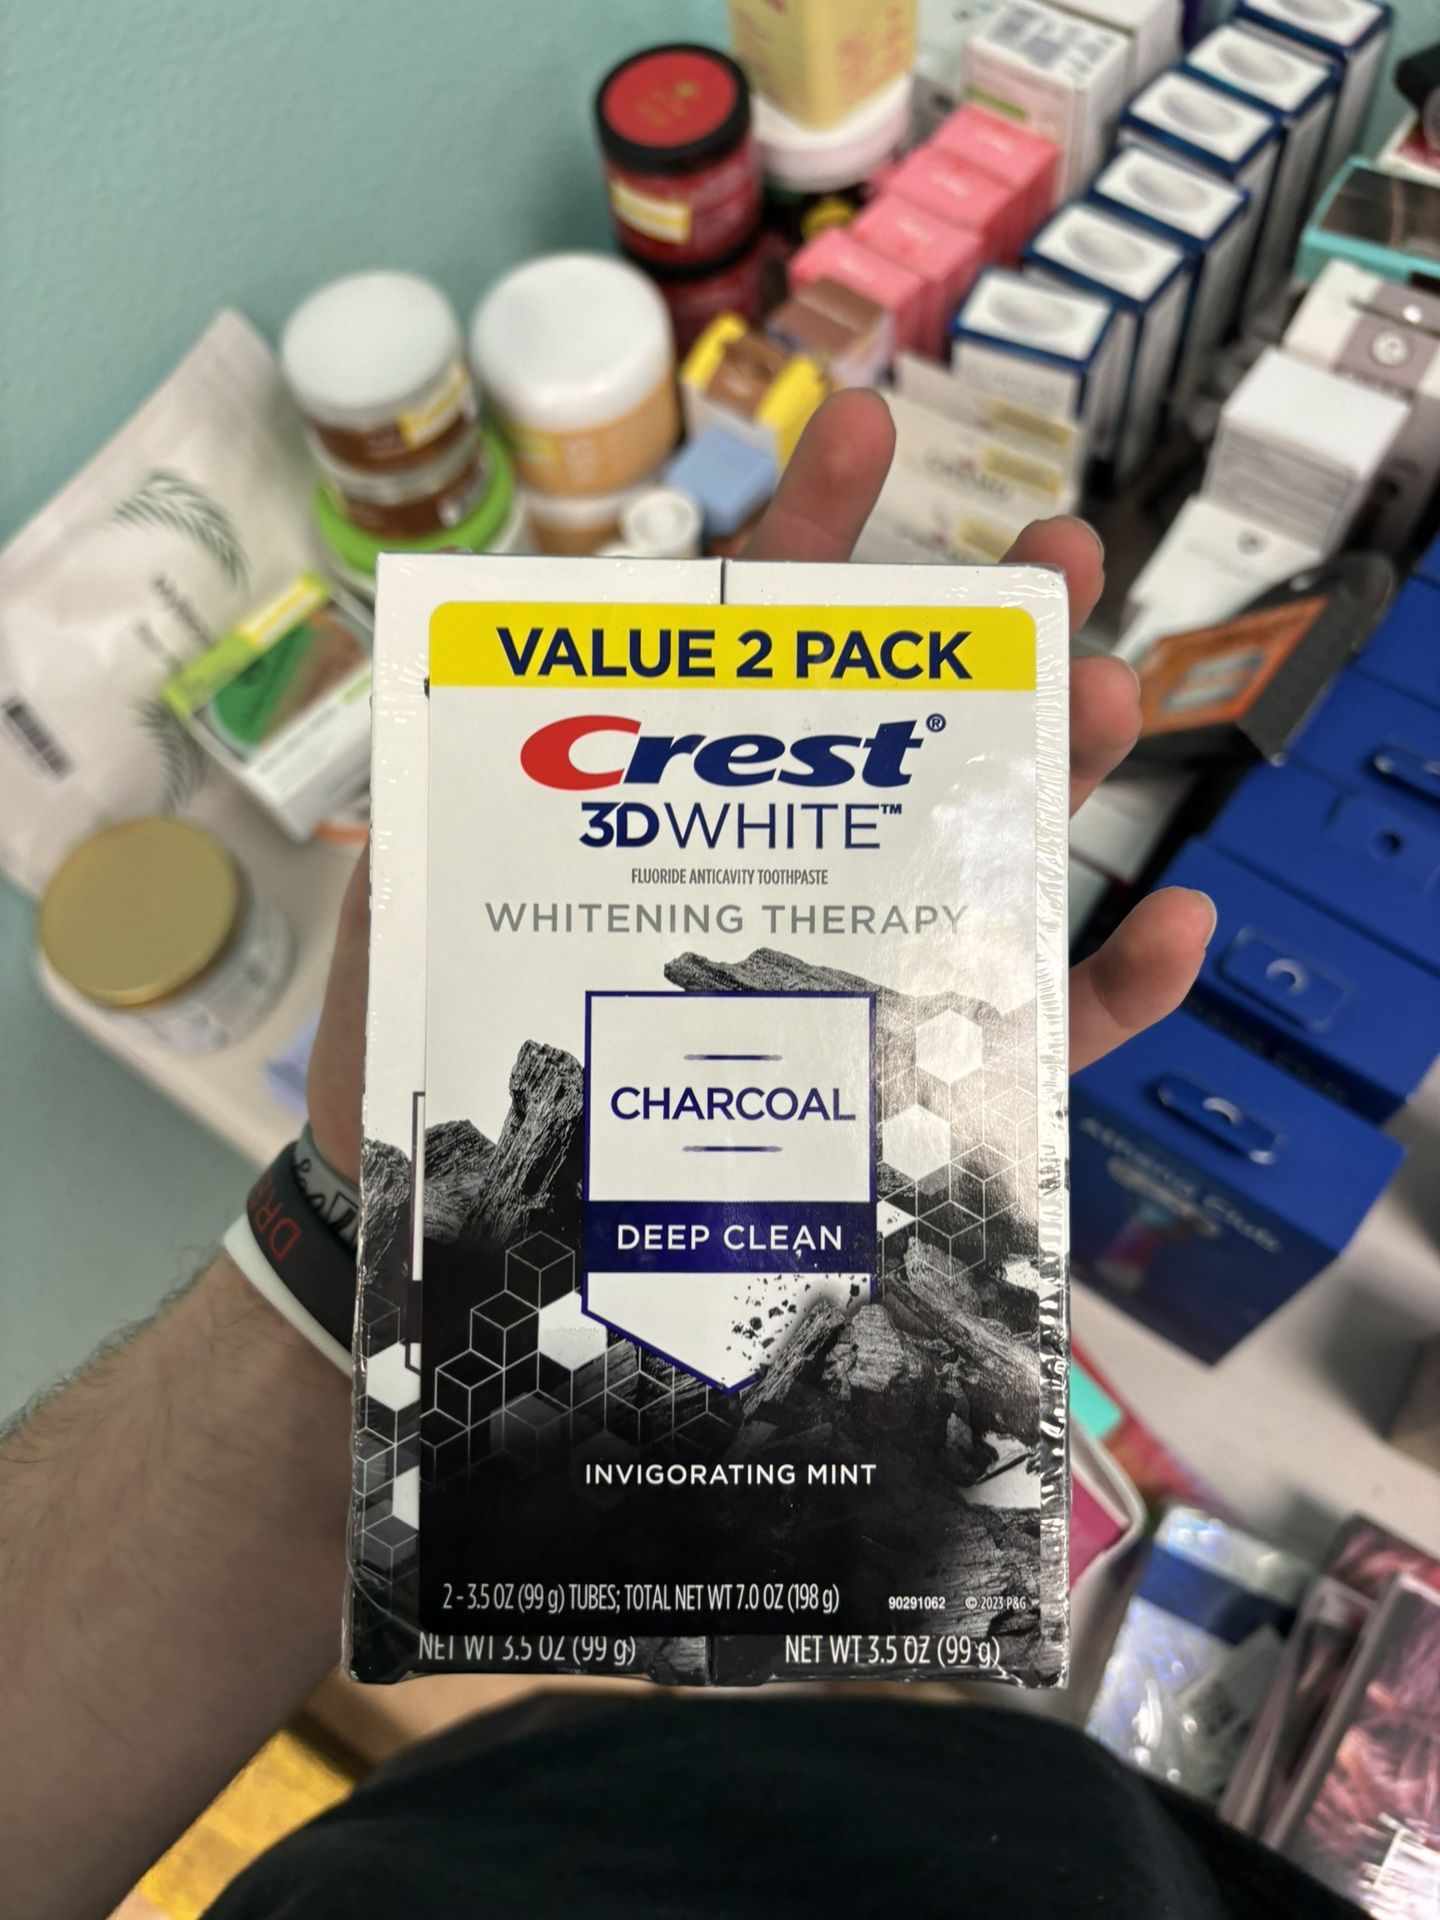 VALUE 2 PACK
Crest®
3DWHITE™
FLUORIDE ANTICAVITY TOOTHPASTE
WHITENING THERAPY
CHARCOAL
DEEP CLEAN
INVIGORATING MINT
2 - 3.5 OZ (99 g) TUBES; TOTAL NET WT 7.0 OZ (198 g)
90291062 © 2023 P&G
NET WT 3.5 OZ (99 g)
NET WT 3.5 OZ (99 g)